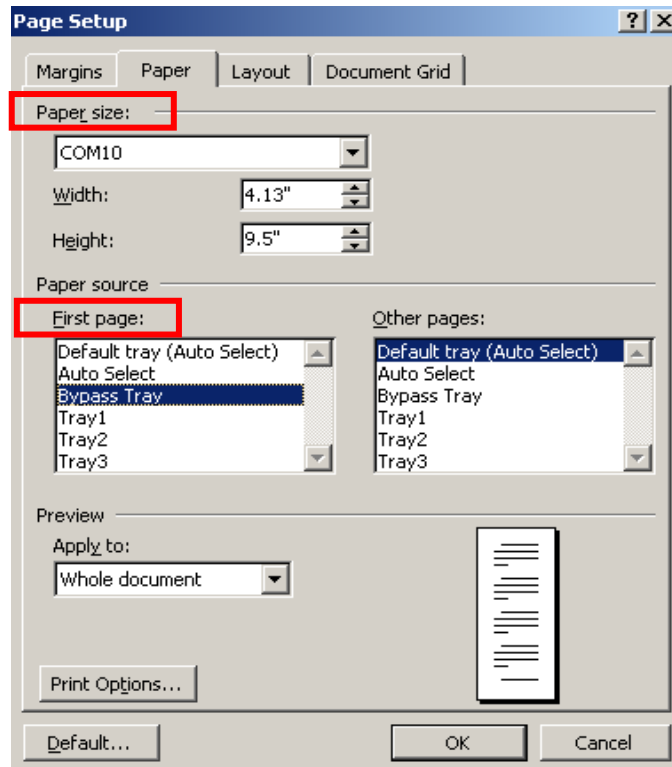 Page Setup
Margins Paper Layout Document Grid
Paper size:
COM10
Width: 4.13"
Height: 9.5"
Paper source
First page: Other pages:
Default tray (Auto Select) Default tray (Auto Select)
Auto Select Auto Select
Bypass Tray Bypass Tray
Tray1 Tray1
Tray2 Tray2
Tray3 Tray3
Preview
Apply to:
Whole document
Print Options...
Default... OK Cancel